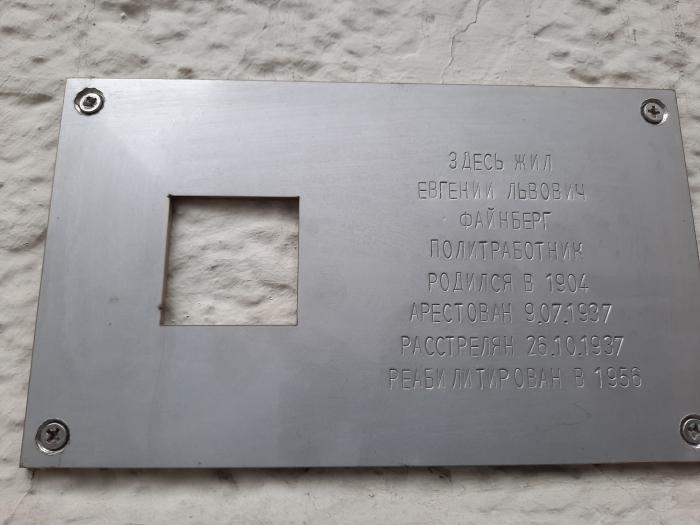 ЗДЕСЬ ЖИЛ
ЕВГЕНИЙ ЛЬВОВИЧ
ФАЙНБЕРГ
ПОЛИТРАБОТНИК
РОДИЛСЯ В 1904
АРЕСТОВАН 9.07.1937
РАССТРЕЛЯН 26.10.1937
РЕАБИЛИТИРОВАН В 1956